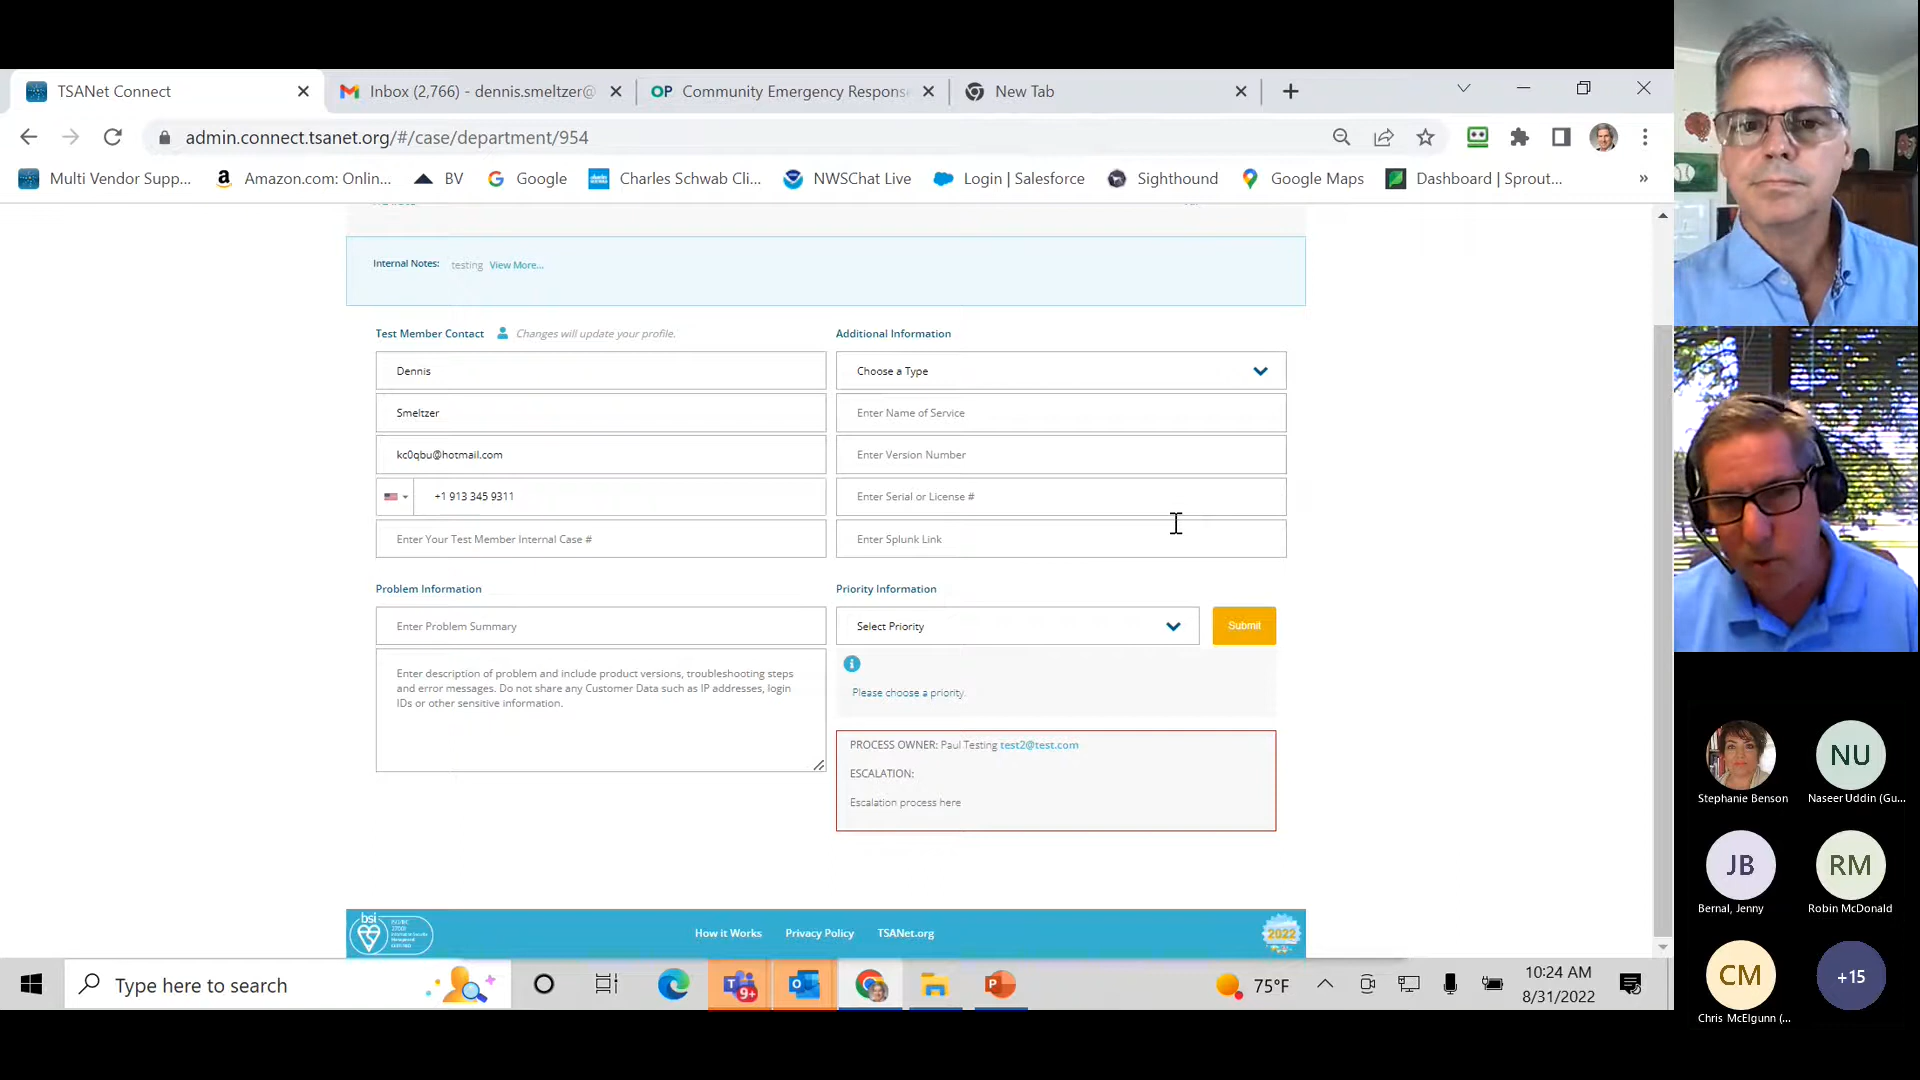 TSANet Connect
Inbox (2,766) - dennis.smeltzer@
OP Community Emergency Respons
New Tab
admin.connect.tsanet.org/#/case/department/954
Multi Vendor Supp...
Amazon.com: Onlin...
BV
Google
Charles Schwab Cli...
NWSChat Live
Login | Salesforce
Sighthound
Google Maps
Dashboard | Sprout...
»
Internal Notes: testing View More...
Test Member Contact Changes will update your profile.
Dennis
Smeltzer
kc0qbu@hotmail.com
+1 913 345 9311
Enter Your Test Member Internal Case #
Additional Information
Choose a Type
Enter Name of Service
Enter Version Number
Enter Serial or License #
Enter Splunk Link
Problem Information
Enter Problem Summary
Enter description of problem and include product versions, troubleshooting steps
and error messages. Do not share any Customer Data such as IP addresses, login
IDs or other sensitive information.
Priority Information
Select Priority
Submit
Please choose a priority.
PROCESS OWNER: Paul Testing test2@test.com
ESCALATION:
Escalation process here
bsi
How it Works
Privacy Policy
TSANet.org
2022
Type here to search
9+
75°F
10:24 AM
8/31/2022
Stephanie Benson
NU
Naseer Uddin (Gu...
JB
Bernal, Jenny
RM
Robin McDonald
CM
Chris McElgunn (...
+15